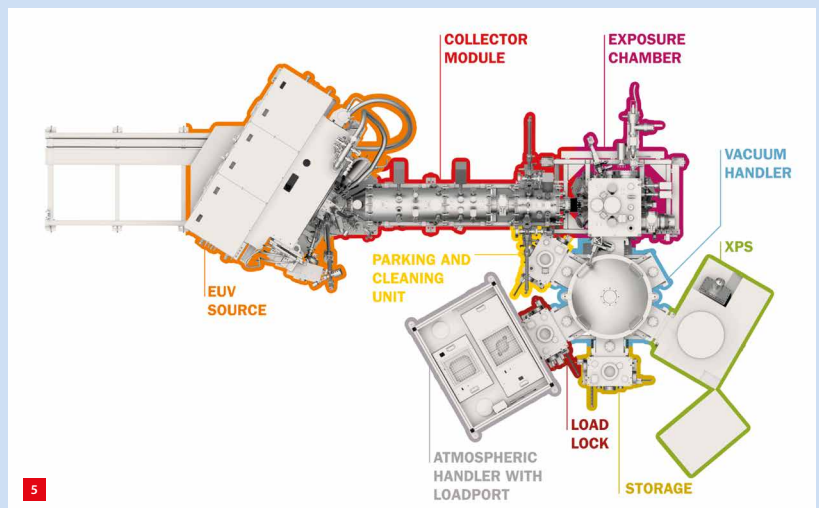 COLLECTOR
MODULE
EXPOSURE
CHAMBER
VACUUM
HANDLER
XPS
PARKING AND
CLEANING
UNIT
EUV
SOURCE
LOAD
LOCK
ATMOSPHERIC
HANDLER WITH
LOADPORT
STORAGE
5